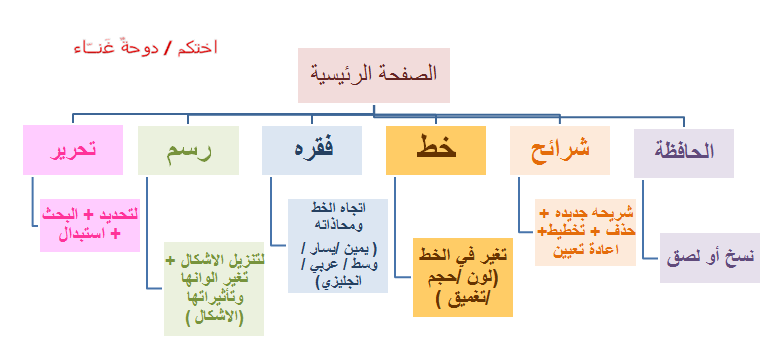 اختكم / دوحةً غَنــَاء
الصفحة الرئيسية
الحافظة
شرائح
خط
فقره
رسم
تحرير
نسخ أو لصق
شريحه جديده +
حذف + تخطيط+
اعادة تعيين
تغير في الخط
(لون /حجم
/تغميق )
اتجاه الخط
ومحاذاته
( يمين /يسار /
وسط / عربي /
انجليزي)
لتنزيل الاشكال +
تغير الوانها
وتأثيراتها
(الاشكال )
لتحديد + البحث
+ استبدال